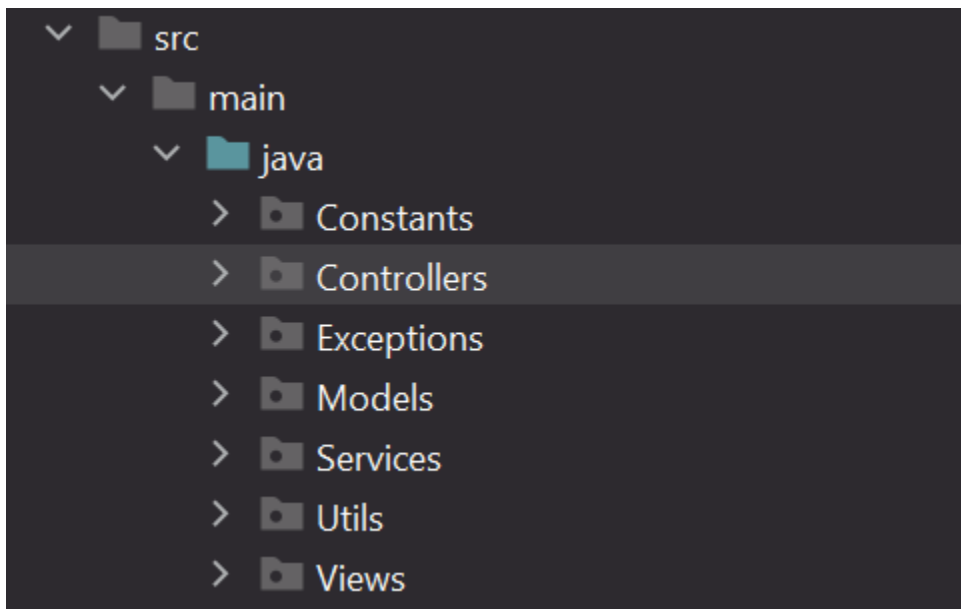 src
main
java
Constants
Controllers
Exceptions
Models
Services
Utils
Views